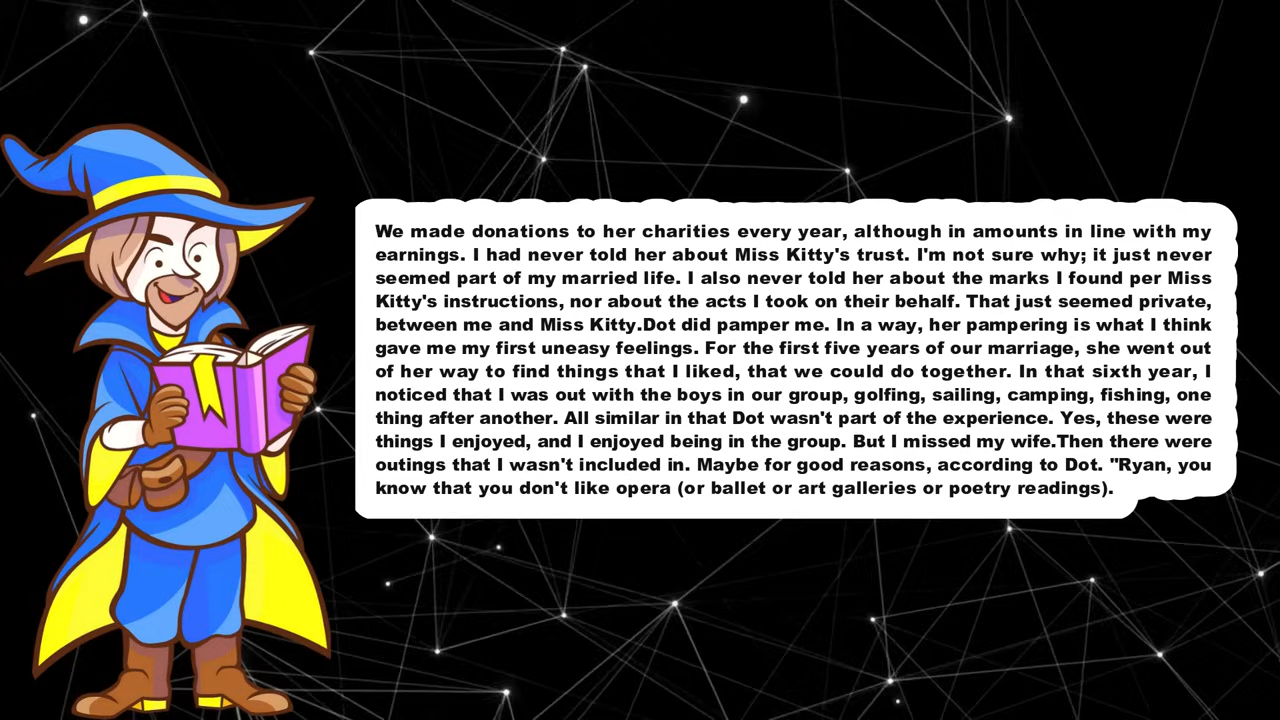 We made donations to her charities every year, although in amounts in line with my
earnings. I had never told her about Miss Kitty's trust. I'm not sure why; it just never
seemed part of my married life. I also never told her about the marks I found per Miss
Kitty's instructions, nor about the acts I took on their behalf. That just seemed private,
between me and Miss Kitty.Dot did pamper me. In a way, her pampering is what I think
gave me my first uneasy feelings. For the first five years of our marriage, she went out
of her way to find things that I liked, that we could do together. In that sixth year, I
noticed that I was out with the boys in our group, golfing, sailing, camping, fishing, one
thing after another. All similar in that Dot wasn't part of the experience. Yes, these were
things I enjoyed, and I enjoyed being in the group. But I missed my wife.Then there were
outings that I wasn't included in. Maybe for good reasons, according to Dot. "Ryan, you
know that you don't like opera (or ballet or art galleries or poetry readings).